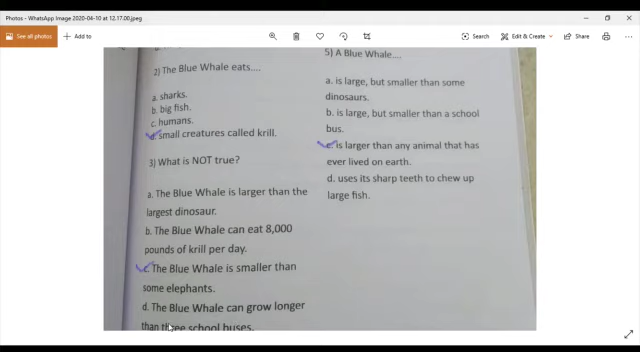 Photos - WhatsApp Image 2020-04-10 at 12.17.00.jpeg
See all photos
Add to
Search
Edit & Create
Share
2) The Blue Whale eats....
a. sharks.
b. big fish.
c. humans.
d. small creatures called krill.
3) What is NOT true?
a. The Blue Whale is larger than the
largest dinosaur.
b. The Blue Whale can eat 8,000
pounds of krill per day.
c. The Blue Whale is smaller than
some elephants.
d. The Blue Whale can grow longer
than three school buses.
5) A Blue Whale....
a. is large, but smaller than some
dinosaurs.
b. is large, but smaller than a school
bus.
c. is larger than any animal that has
ever lived on earth.
d. uses its sharp teeth to chew up
large fish.